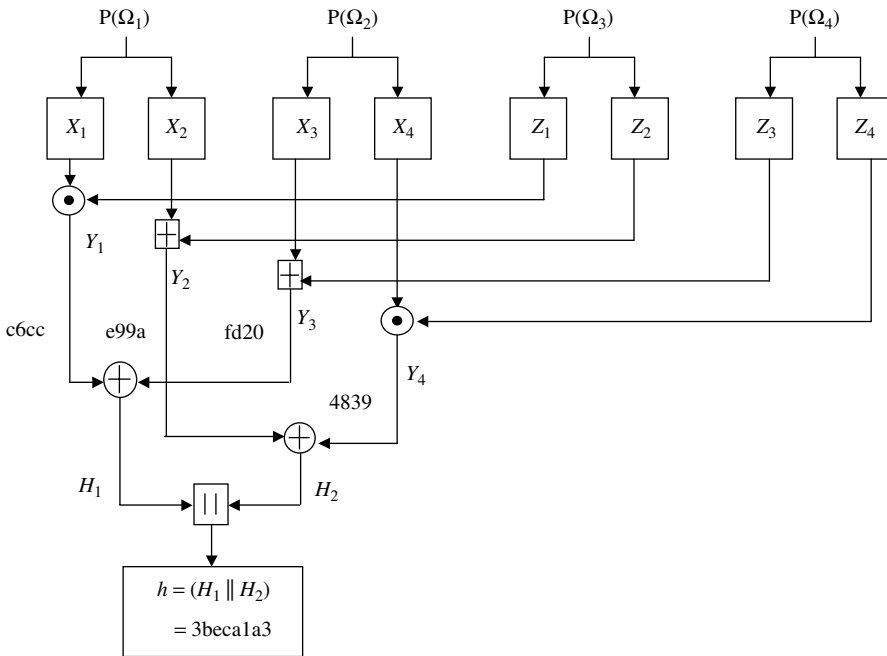 P(Ω₁) P(Ω₂) P(Ω₃) P(Ω₄)
X₁ X₂ X₃ X₄ Z₁ Z₂ Z₃ Z₄
Y₁
Y₂
Y₃
c6cc e99a fd20
Y₄
4839
H₁ H₂
||
h = (H₁ || H₂)
= 3beca1a3